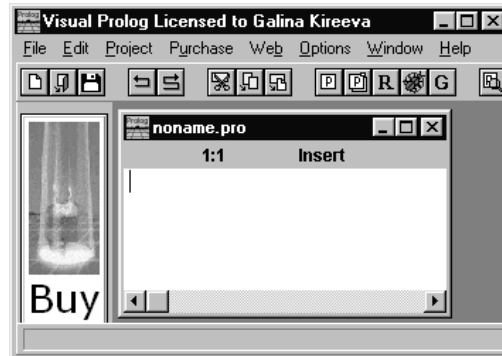 Visual Prolog Licensed to Galina Kireeva
File Edit Project Purchase Web Options Window Help
P P R G
Prolog noname.pro
1:1 Insert
Buy